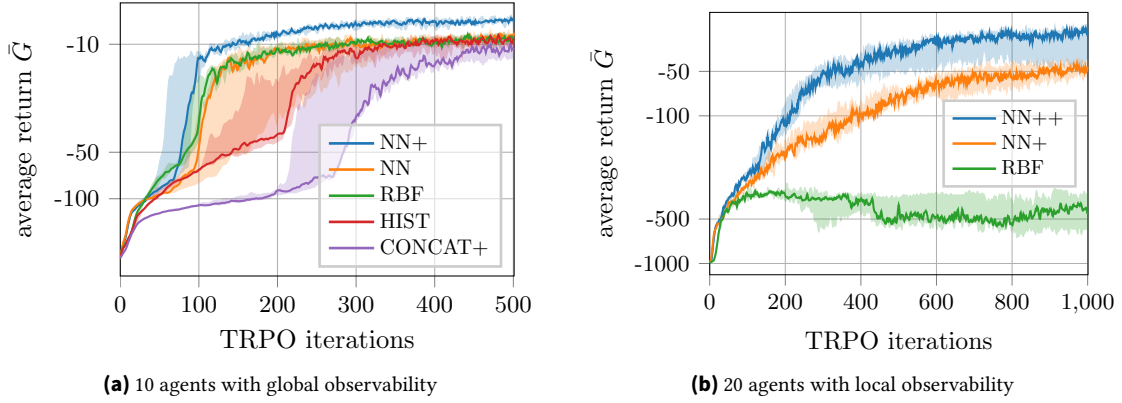 average return Ḡ
-10
-50
-100
NN+
NN
RBF
HIST
CONCAT+
0 100 200 300 400 500
TRPO iterations
(a) 10 agents with global observability
average return Ḡ
-50
-100
-500
-1000
NN++
NN+
RBF
0 200 400 600 800 1,000
TRPO iterations
(b) 20 agents with local observability